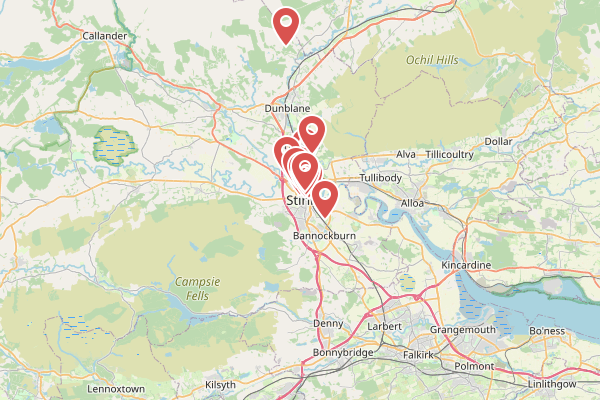 Callander
Ochil Hills
Dunblane
Dollar
Alva
Tillicoultry
Tullibody
Alloa
Stir
Bannockburn
Kincardine
Campsie
Fells
Denny
Larbert
Grangemouth
Bo'ness
Bonnybridge
Falkirk
Polmont
Linlithgow
Lennoxtown
Kilsyth